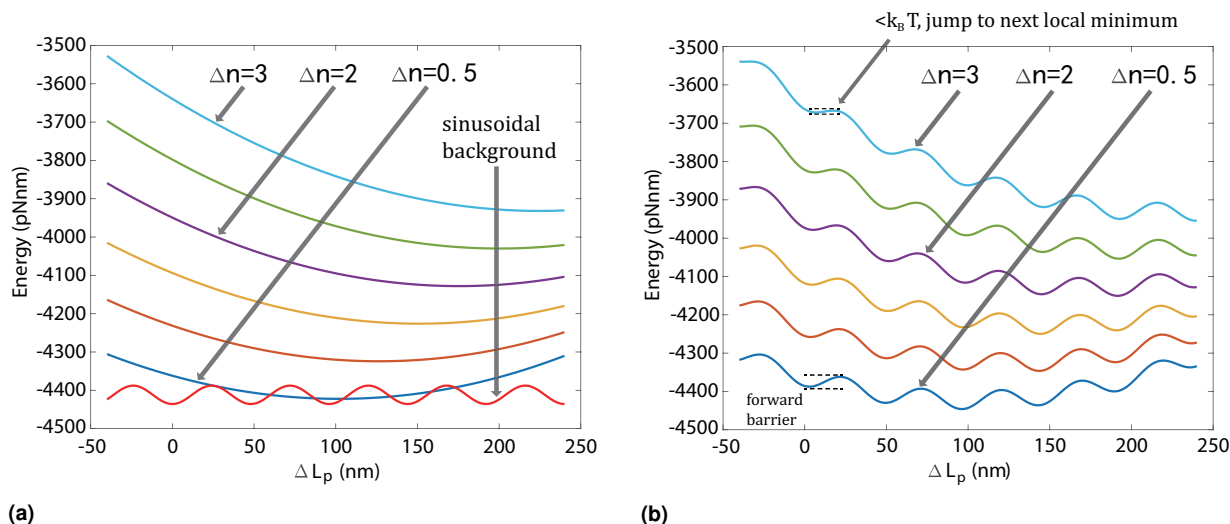 <k_B T, jump to next local minimum
-3500
-3600
-3700
-3800
-3900
-4000
-4100
-4200
-4300
-4400
-4500
Energy (pNnm)
Δn=3
Δn=2
Δn=0. 5
sinusoidal
background
-50
0
50
100
150
200
250
Δ L_p (nm)
(a)
-3500
-3600
-3700
-3800
-3900
-4000
-4100
-4200
-4300
-4400
-4500
Energy (pNnm)
Δn=3
Δn=2
Δn=0. 5
forward
barrier
-50
0
50
100
150
200
250
Δ L_p (nm)
(b)